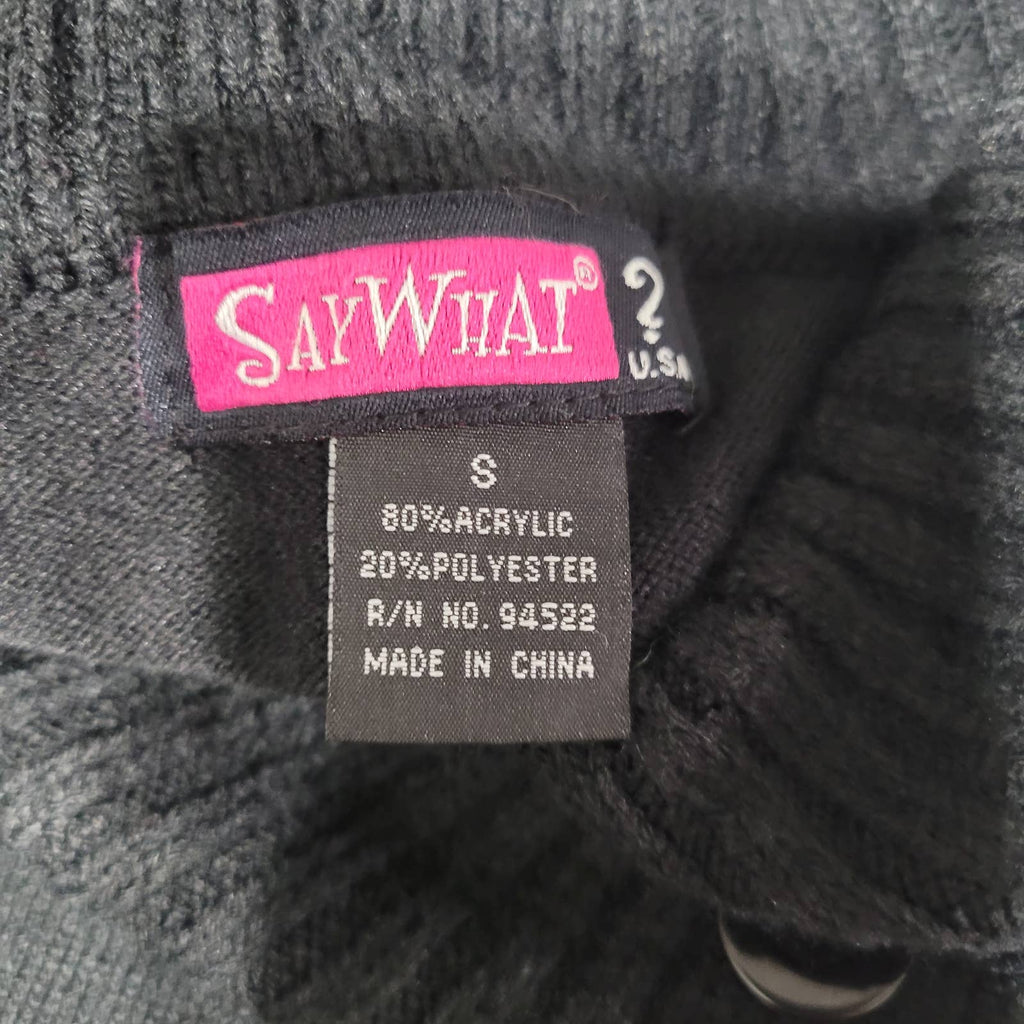 SAYWHAT®?
U.S.A
S
80%ACRYLIC
20%POLYESTER
R/N NO. 94522
MADE IN CHINA